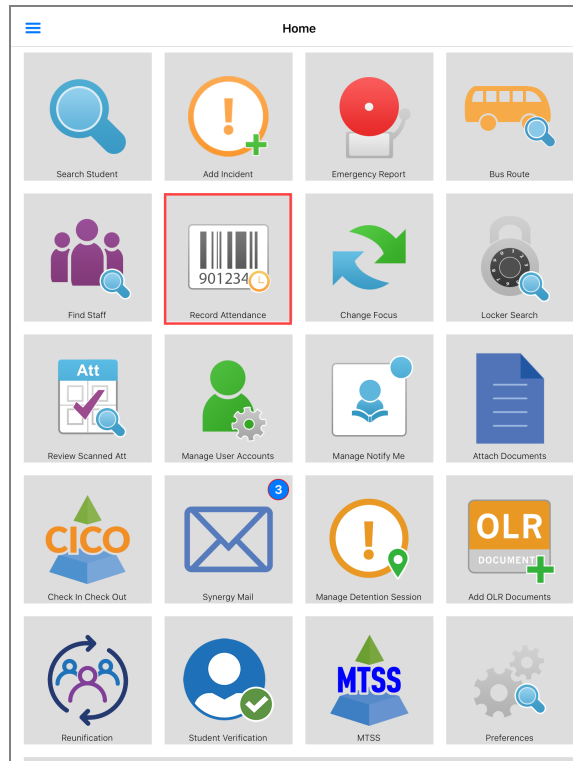 Home
Search Student
Add Incident
Emergency Report
Bus Route
901234
Find Staff
Record Attendance
Change Focus
Locker Search
Att
Review Scanned Att
Manage User Accounts
Manage Notify Me
Attach Documents
CICO
3
OLR
DOCUMENT
Check In Check Out
Synergy Mail
Manage Detention Session
Add OLR Documents
MTSS
Reunification
Student Verification
MTSS
Preferences